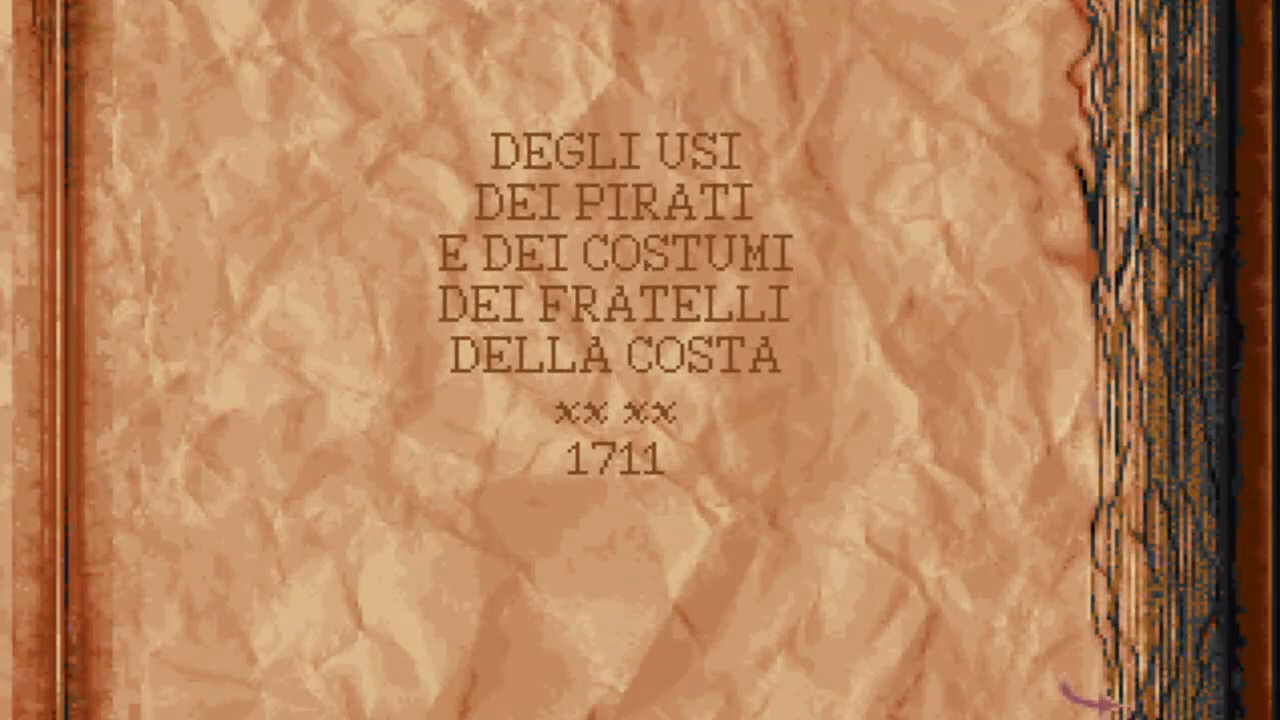 DEGLI USI
DEI PIRATI
E DEI COSTUMI
DEI FRATELLI
DELLA COSTA
xx xx
1711